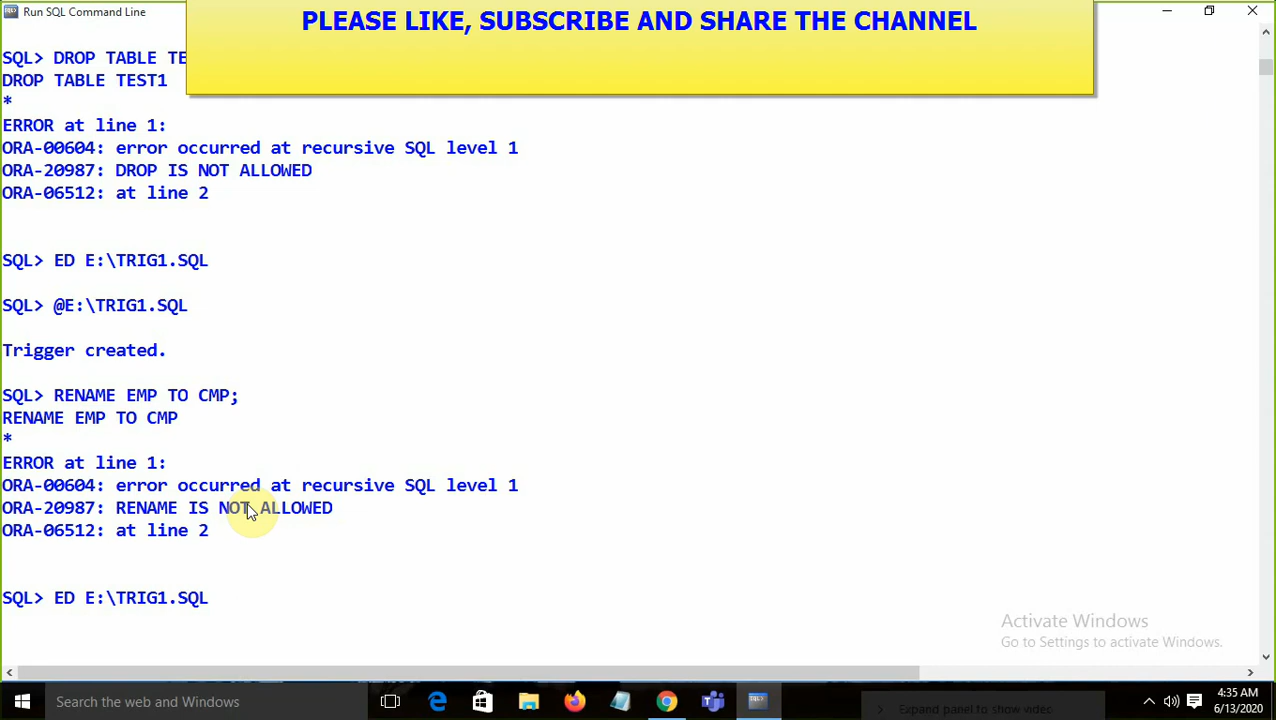 Run SQL Command Line
PLEASE LIKE, SUBSCRIBE AND SHARE THE CHANNEL
SQL> DROP TABLE TE
DROP TABLE TEST1
*
ERROR at line 1:
ORA-00604: error occurred at recursive SQL level 1
ORA-20987: DROP IS NOT ALLOWED
ORA-06512: at line 2
SQL> ED E:\TRIG1.SQL
SQL> @E:\TRIG1.SQL
Trigger created.
SQL> RENAME EMP TO CMP;
RENAME EMP TO CMP
*
ERROR at line 1:
ORA-00604: error occurred at recursive SQL level 1
ORA-20987: RENAME IS NOT ALLOWED
ORA-06512: at line 2
SQL> ED E:\TRIG1.SQL
Activate Windows
Go to Settings to activate Windows.
Search the web and Windows
Expand panel to show video
4:35 AM
6/13/2020